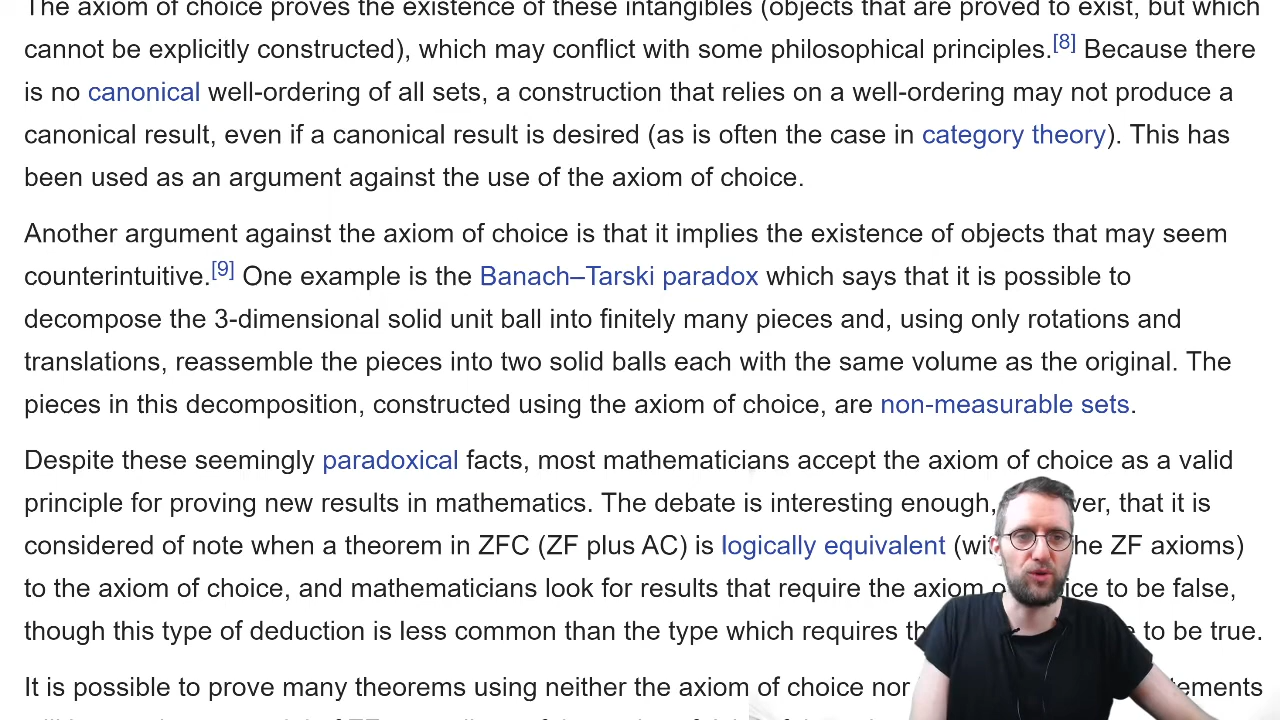 The axiom of choice proves the existence of these intangibles (objects that are proved to exist, but which
cannot be explicitly constructed), which may conflict with some philosophical principles.[8] Because there
is no canonical well-ordering of all sets, a construction that relies on a well-ordering may not produce a
canonical result, even if a canonical result is desired (as is often the case in category theory). This has
been used as an argument against the use of the axiom of choice.
Another argument against the axiom of choice is that it implies the existence of objects that may seem
counterintuitive.[9] One example is the Banach–Tarski paradox which says that it is possible to
decompose the 3-dimensional solid unit ball into finitely many pieces and, using only rotations and
translations, reassemble the pieces into two solid balls each with the same volume as the original. The
pieces in this decomposition, constructed using the axiom of choice, are non-measurable sets.
Despite these seemingly paradoxical facts, most mathematicians accept the axiom of choice as a valid
principle for proving new results in mathematics. The debate is interesting enough, that it is
considered of note when a theorem in ZFC (ZF plus AC) is logically equivalent ZF axioms)
to the axiom of choice, and mathematicians look for results that require the axiom to be false,
though this type of deduction is less common than the type which requires to be true.
It is possible to prove many theorems using neither the axiom of choice nor